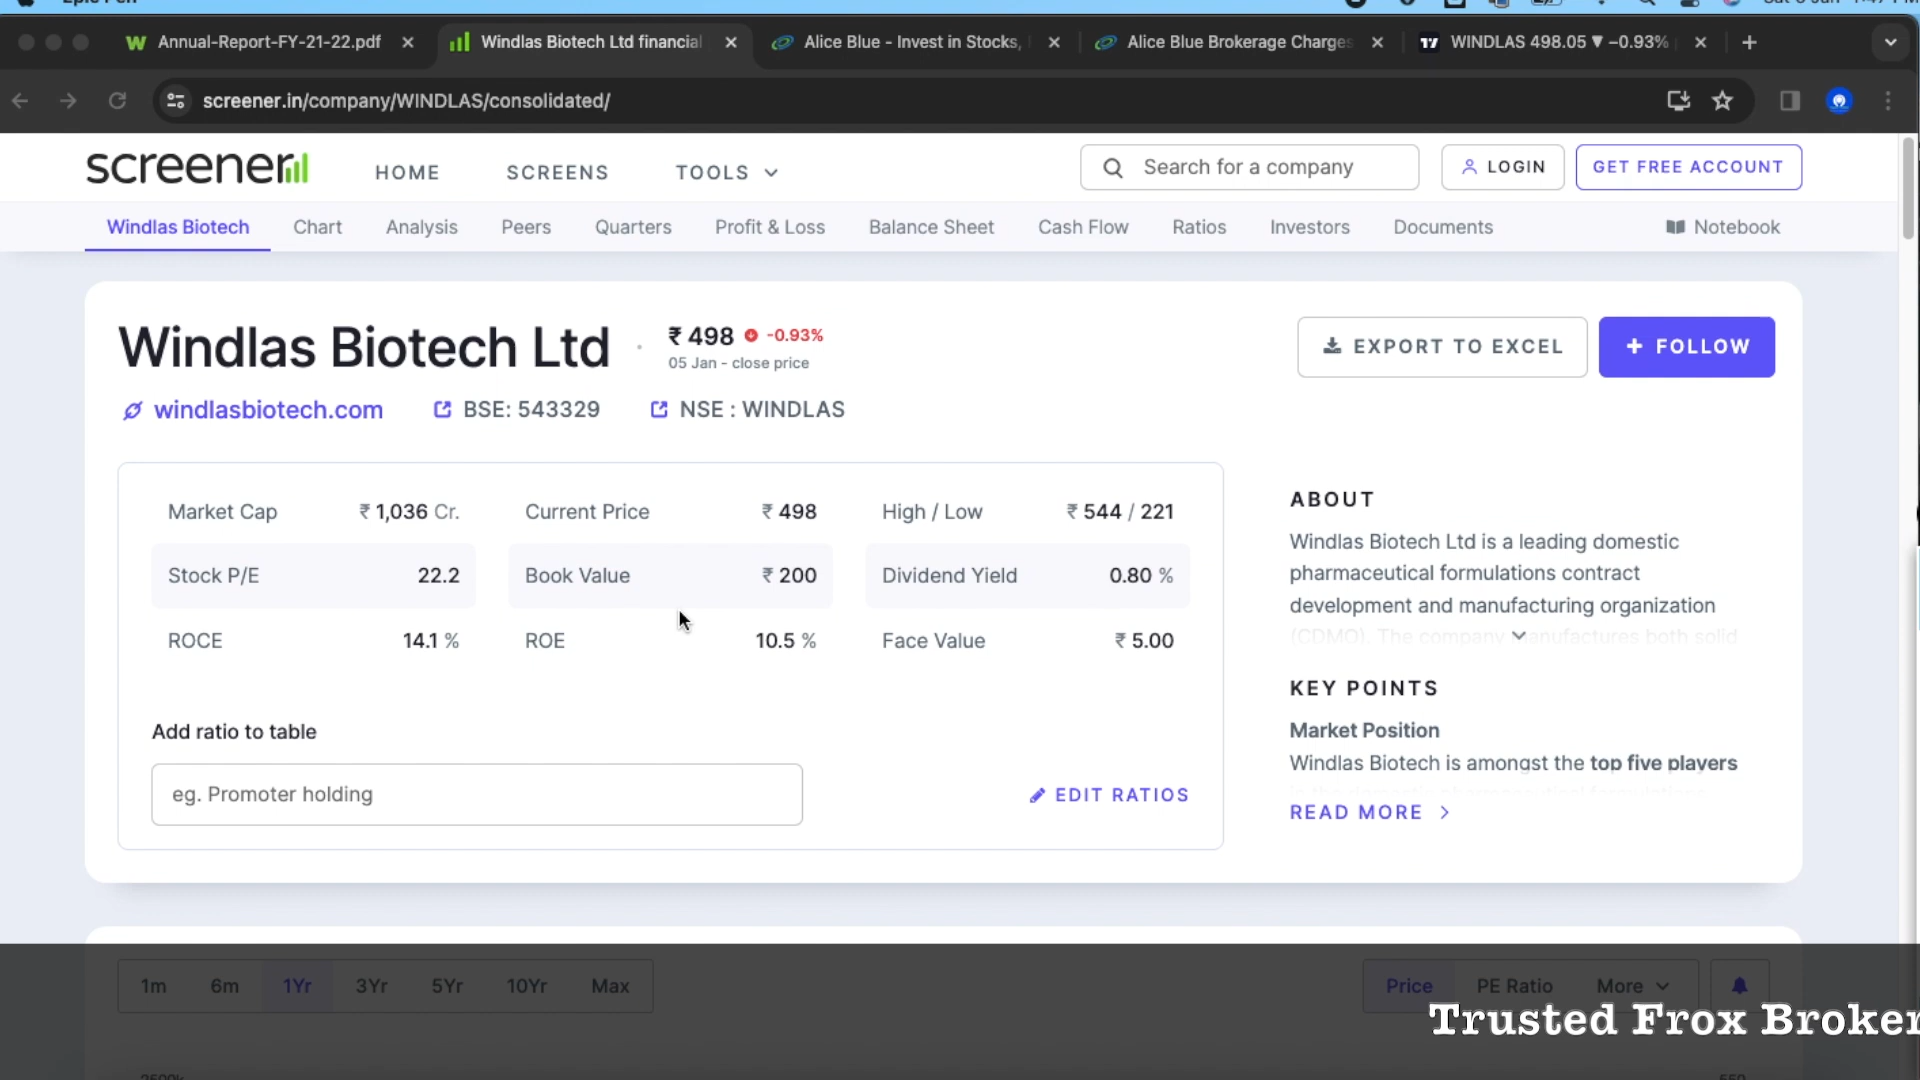 Annual-Report-FY-21-22.pdf
Windlas Biotech Ltd financial
Alice Blue - Invest in Stocks,
Alice Blue Brokerage Charges
WINDLAS 498.05 ▼ −0.93%
screener.in/company/WINDLAS/consolidated/
screener
HOME
SCREENS
TOOLS
Search for a company
LOGIN
GET FREE ACCOUNT
Windlas Biotech
Chart
Analysis
Peers
Quarters
Profit & Loss
Balance Sheet
Cash Flow
Ratios
Investors
Documents
Notebook
Windlas Biotech Ltd
₹ 498 -0.93%
05 Jan - close price
EXPORT TO EXCEL
+ FOLLOW
windlasbiotech.com
BSE: 543329
NSE : WINDLAS
Market Cap ₹ 1,036 Cr.
Current Price ₹ 498
High / Low ₹ 544 / 221
Stock P/E 22.2
Book Value ₹ 200
Dividend Yield 0.80 %
ROCE 14.1 %
ROE 10.5 %
Face Value ₹ 5.00
Add ratio to table
eg. Promoter holding
EDIT RATIOS
ABOUT
Windlas Biotech Ltd is a leading domestic
pharmaceutical formulations contract
development and manufacturing organization
(CDMO). The company manufactures both solid
KEY POINTS
Market Position
Windlas Biotech is amongst the top five players
READ MORE
1m
6m
1Yr
3Yr
5Yr
10Yr
Max
Price
PE Ratio
More
Trusted Frox Broker